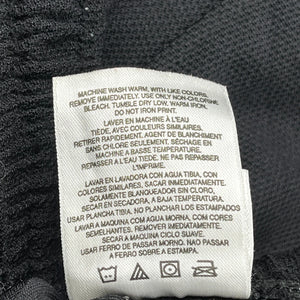 MACHINE WASH WARM, WITH LIKE COLORS.
REMOVE IMMEDIATELY. USE ONLY NON-CHLORINE
BLEACH. TUMBLE DRY LOW. WARM IRON.
DO NOT IRON PRINT.
LAVER EN MACHINE À L'EAU
TIÈDE, AVEC COULEURS SIMILAIRES.
RETIRER RAPIDEMENT. AGENT DE BLANCHIMENT
SANS CHLORE SEULEMENT. SÉCHAGE EN
MACHINE A BASSE TEMPÉRATURE.
REPASSER À L'FER TIÈDE. NE PAS REPASSER
L'IMPRIMÉ.
LAVAR EN LAVADORA CON AGUA TIBIA, CON
COLORES SIMILARES. SACAR INMEDIATAMENTE.
SOLAMENTE BLANQUEADOR SIN CLORO.
SECAR EN SECADORA, A BAJA TEMPERATURA.
USAR PLANCHA TIBIA. NO PLANCHAR LA IMPRESIÓN.
LAVAR A MAQUINA COM AGUA MORNA, COM CORES
SEMELHANTES. REMOVER IMEDIATAMENTE.
SECAR A MAQUINA CICLO SUAVE.
USAR FERRO DE PASSAR MORNO. NÃO PASSAR
A FERRO SOBRE A ESTAMPA.